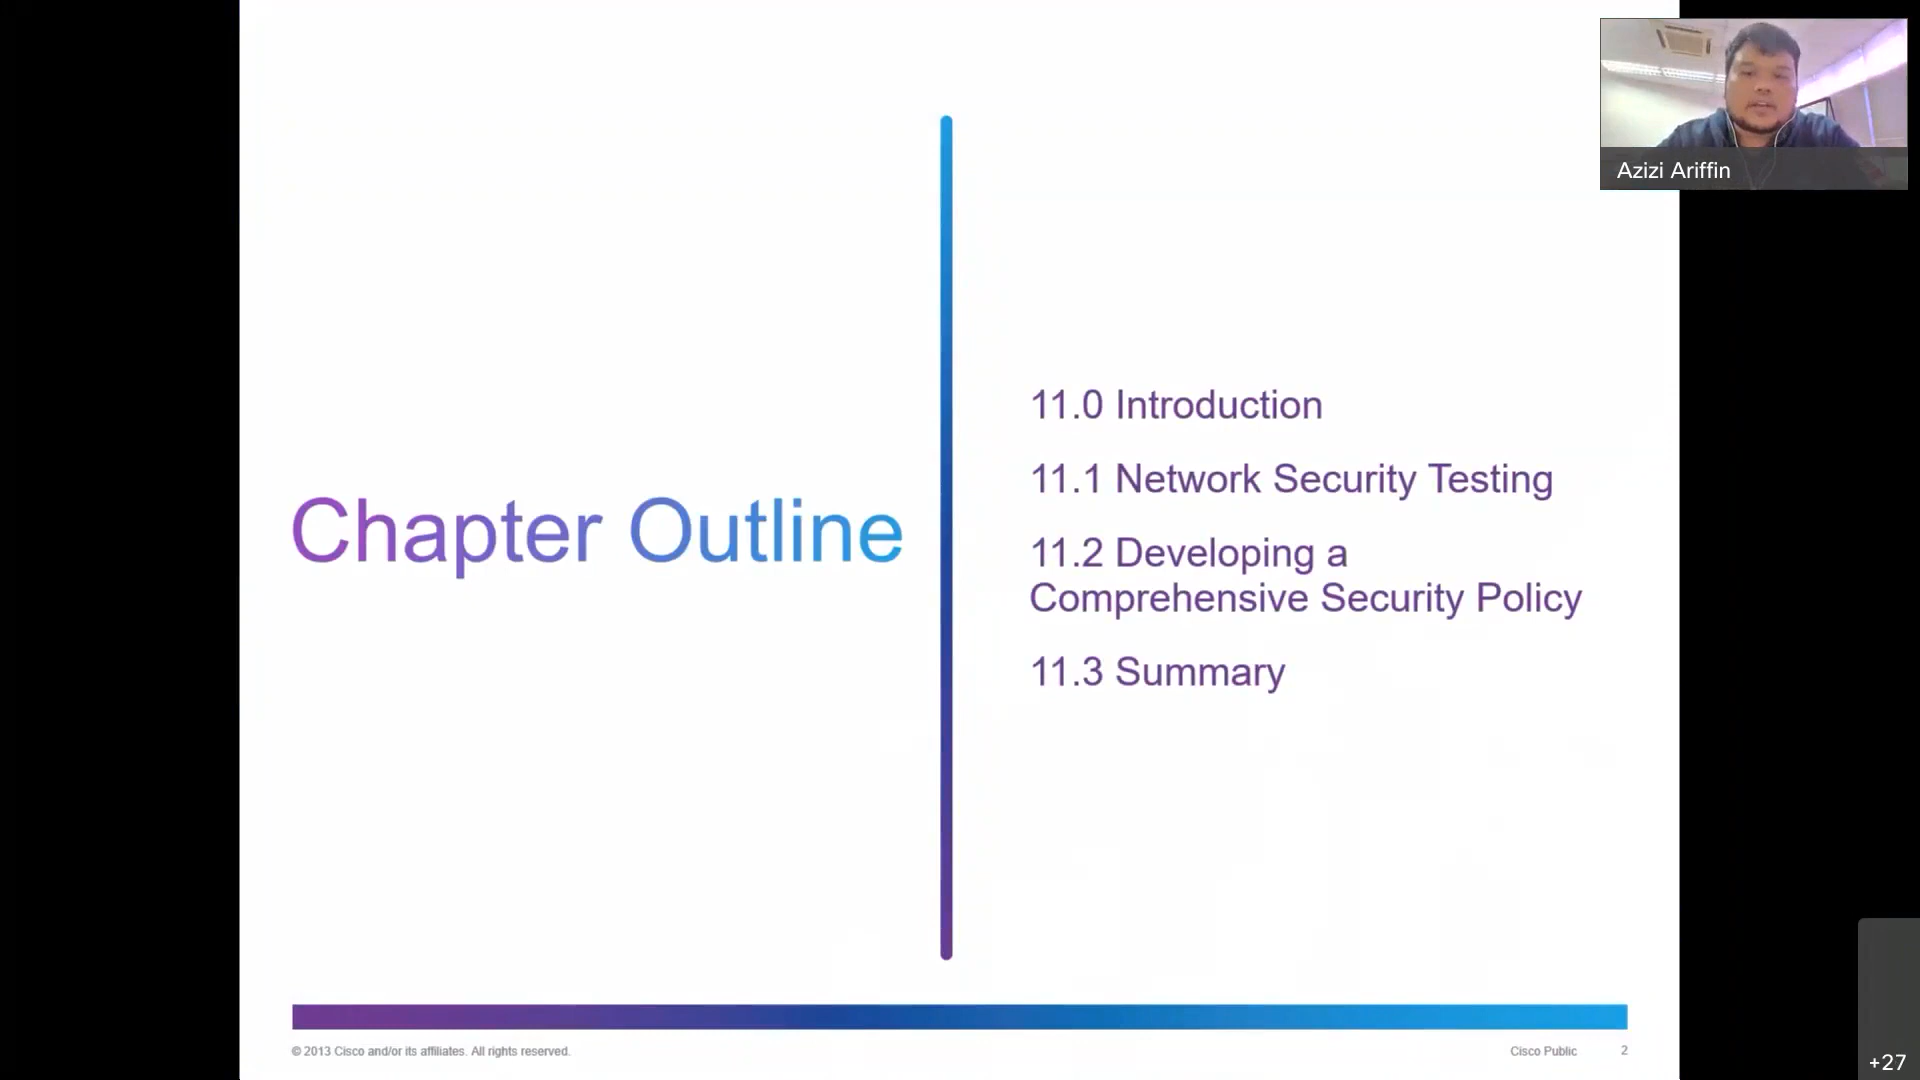 Azizi Ariffin
Chapter Outline
11.0 Introduction
11.1 Network Security Testing
11.2 Developing a
Comprehensive Security Policy
11.3 Summary
© 2013 Cisco and/or its affiliates. All rights reserved.
Cisco Public
2
+27